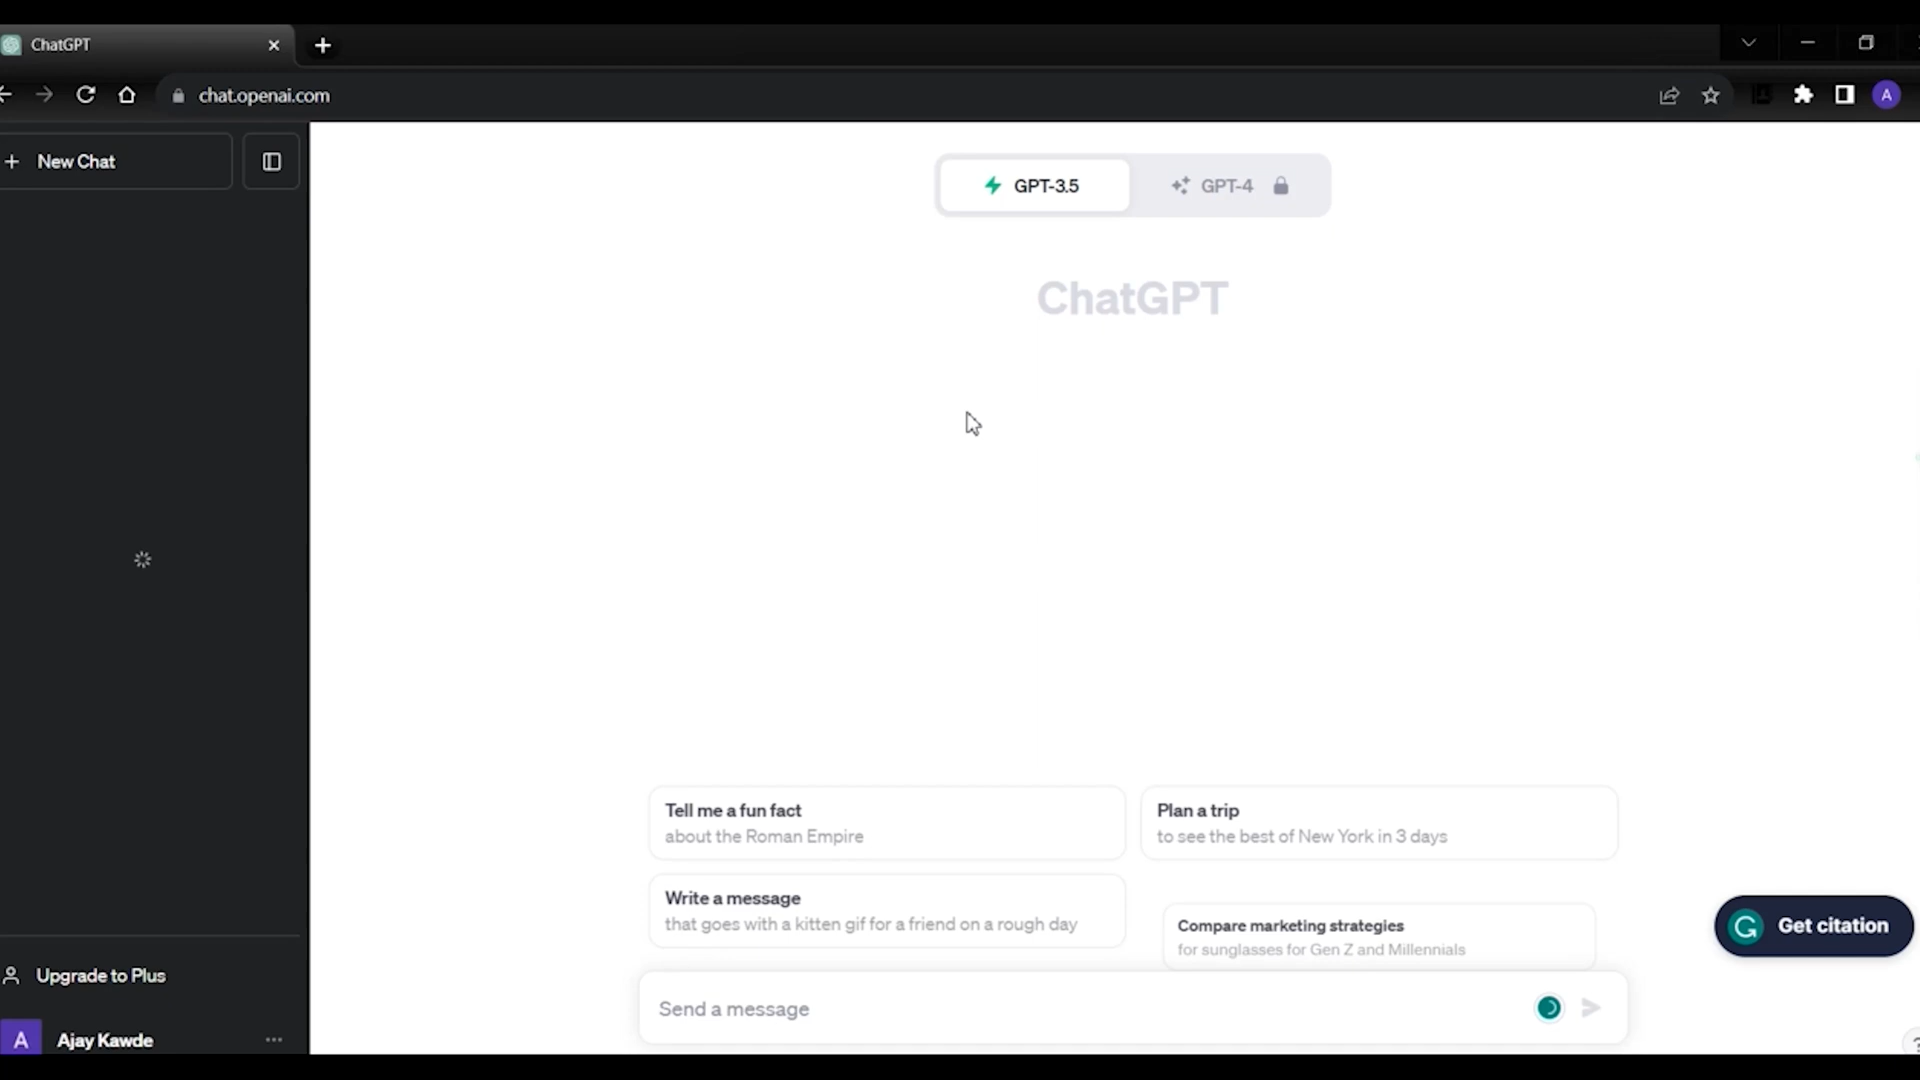 ChatGPT
chat.openai.com
New Chat
GPT-3.5
GPT-4
ChatGPT
Tell me a fun fact
about the Roman Empire
Plan a trip
to see the best of New York in 3 days
Write a message
that goes with a kitten gif for a friend on a rough day
Compare marketing strategies
for sunglasses for Gen Z and Millennials
Get citation
Upgrade to Plus
Send a message
A
Ajay Kawde
A
?